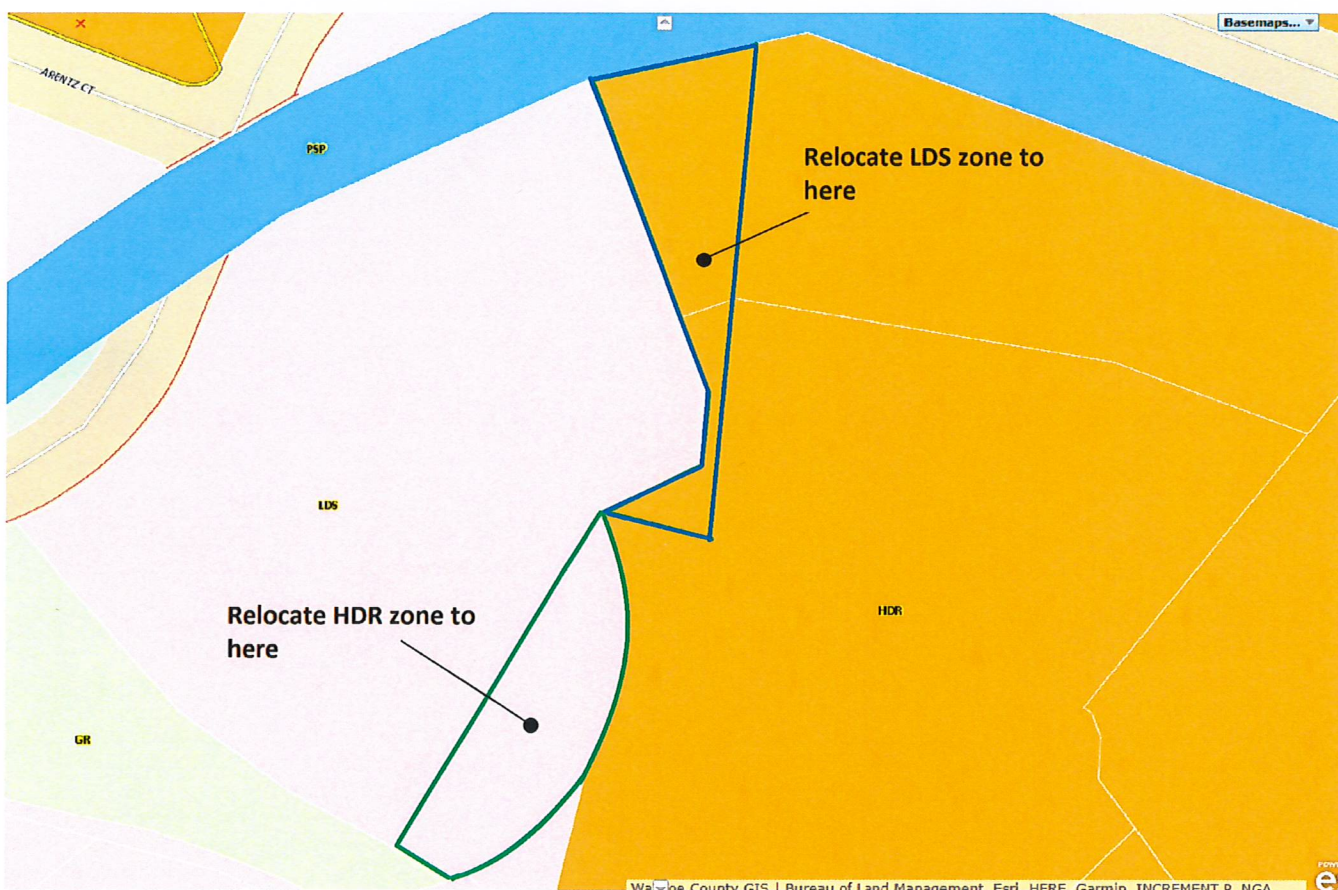 Basemaps...
ARENTZ CT
PSP
Relocate LDS zone to
here
LDS
Relocate HDR zone to
here
HDR
GR
County GIS | Bureau of Land Management, Esri, HERE, Garmin, INCREMENT P, NGA,